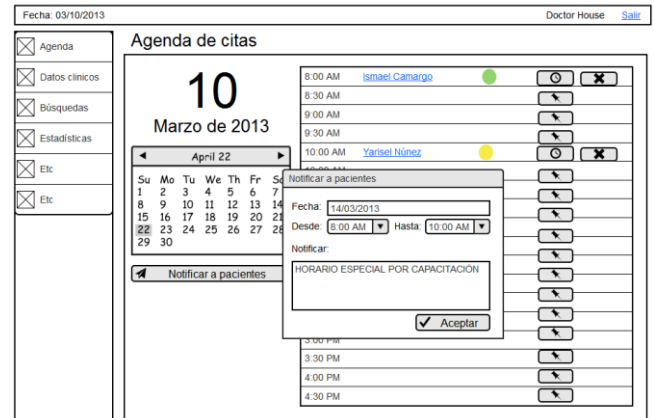 Fecha: 03/10/2013
Doctor House
Salir
Agenda
Datos clinicos
Búsquedas
Estadísticas
Etc
Etc
Agenda de citas
10
Marzo de 2013
April 22
Su Mo Tu We Th Fr
1 2 3 4 5 6 7
8 9 10 11 12 13 14
15 16 17 18 19 20 21
22 23 24 25 26 27 28
29 30
Notificar a pacientes
8:00 AM Ismael Camargo
8:30 AM
9:00 AM
9:30 AM
10:00 AM Yarisel Núnez
Notificar a pacientes
Fecha: 14/03/2013
Desde: 8:00 AM Hasta: 10:00 AM
Notificar:
HORARIO ESPECIAL POR CAPACITACIÓN
Aceptar
3:00 PM
3:30 PM
4:00 PM
4:30 PM